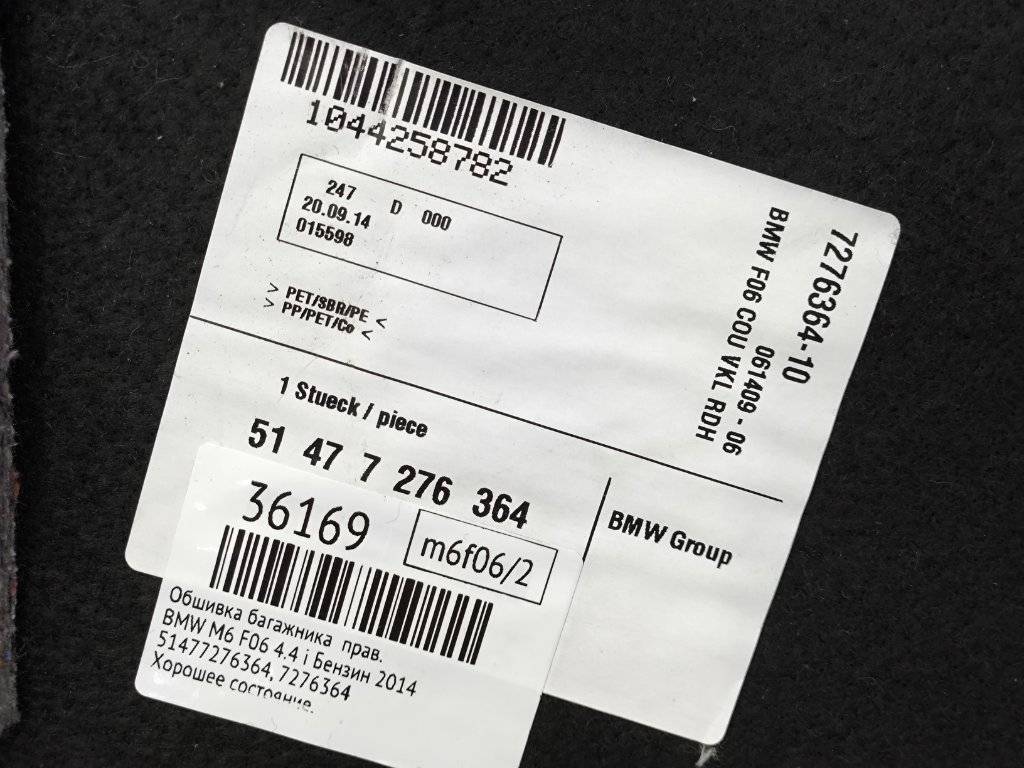 1044258782
247 D 000
20.09.14
015598
> PET/SBR/PE <
> PP/PET/Co <
7276364-10
061409 - 06
BMW F06 COU VKL RDH
1 Stueck / piece
51 47 7 276 364
BMW Group
36169
m6f06/2
Обшивка багажника прав.
BMW M6 F06 4.4 i Бензин 2014
51477276364, 7276364
Хорошее состояние.